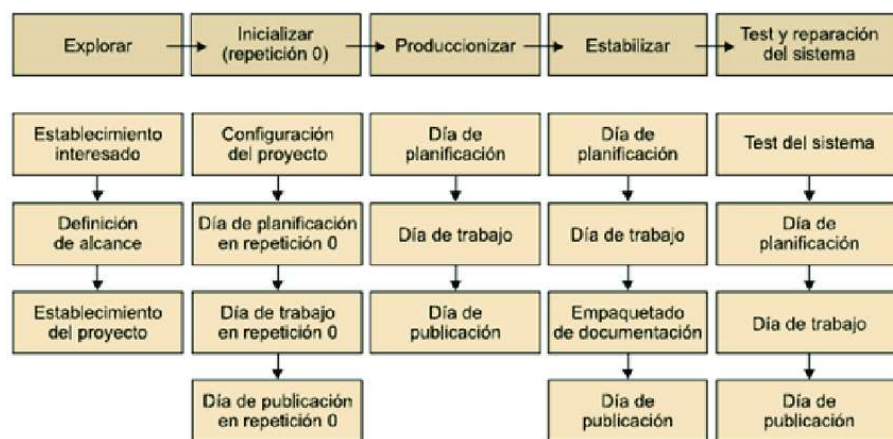 Explorar
Inicializar
(repetición 0)
Produccionizar
Estabilizar
Test y reparación
del sistema
Establecimiento
interesado
Configuración
del proyecto
Día de
planificación
Día de
planificación
Test del sistema
Definición
de alcance
Día de planificación
en repetición 0
Día de trabajo
Día de trabajo
Día de
planificación
Establecimiento
del proyecto
Día de trabajo
en repetición 0
Día de
publicación
Empaquetado
de documentación
Día de trabajo
Día de publicación
en repetición 0
Día de
publicación
Día de
publicación